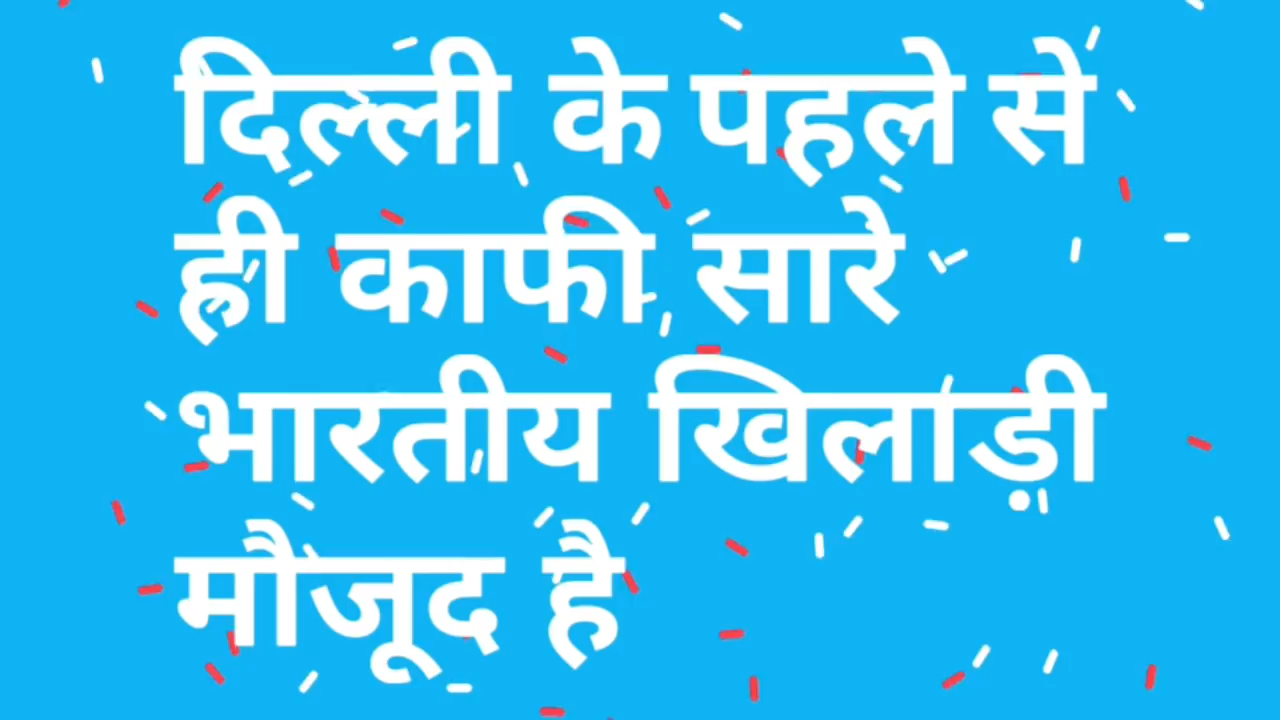 दिल्ली के पहले से
ही काफी सारे
भारतीय खिलाड़ी
मौजूद है